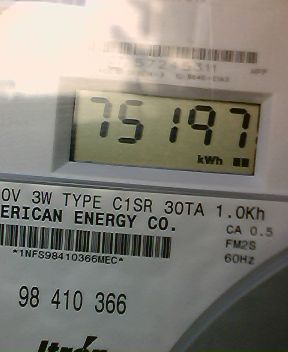 75197
kWh
0V 3W TYPE C1SR 30TA 1.0Kh
ERICAN ENERGY CO.
CA 0.5
FM2S
60Hz
*1NFS98410366MEC*
98 410 366
Itron